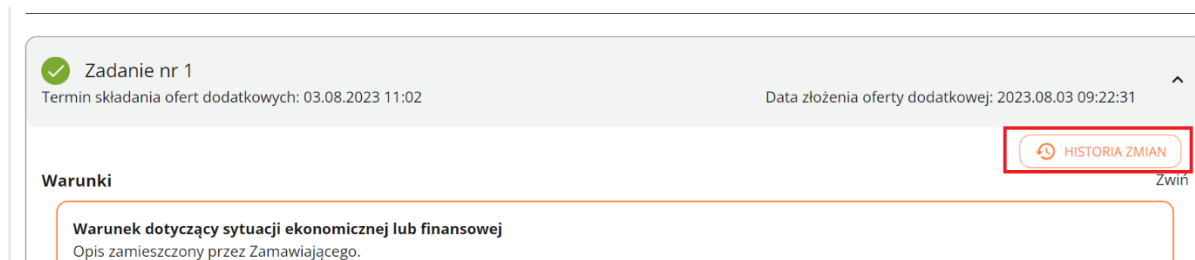 Zadanie nr 1
Termin składania ofert dodatkowych: 03.08.2023 11:02
Data złożenia oferty dodatkowej: 2023.08.03 09:22:31
HISTORIA ZMIAN
Warunki
Zwiń
Warunek dotyczący sytuacji ekonomicznej lub finansowej
Opis zamieszczony przez Zamawiającego.